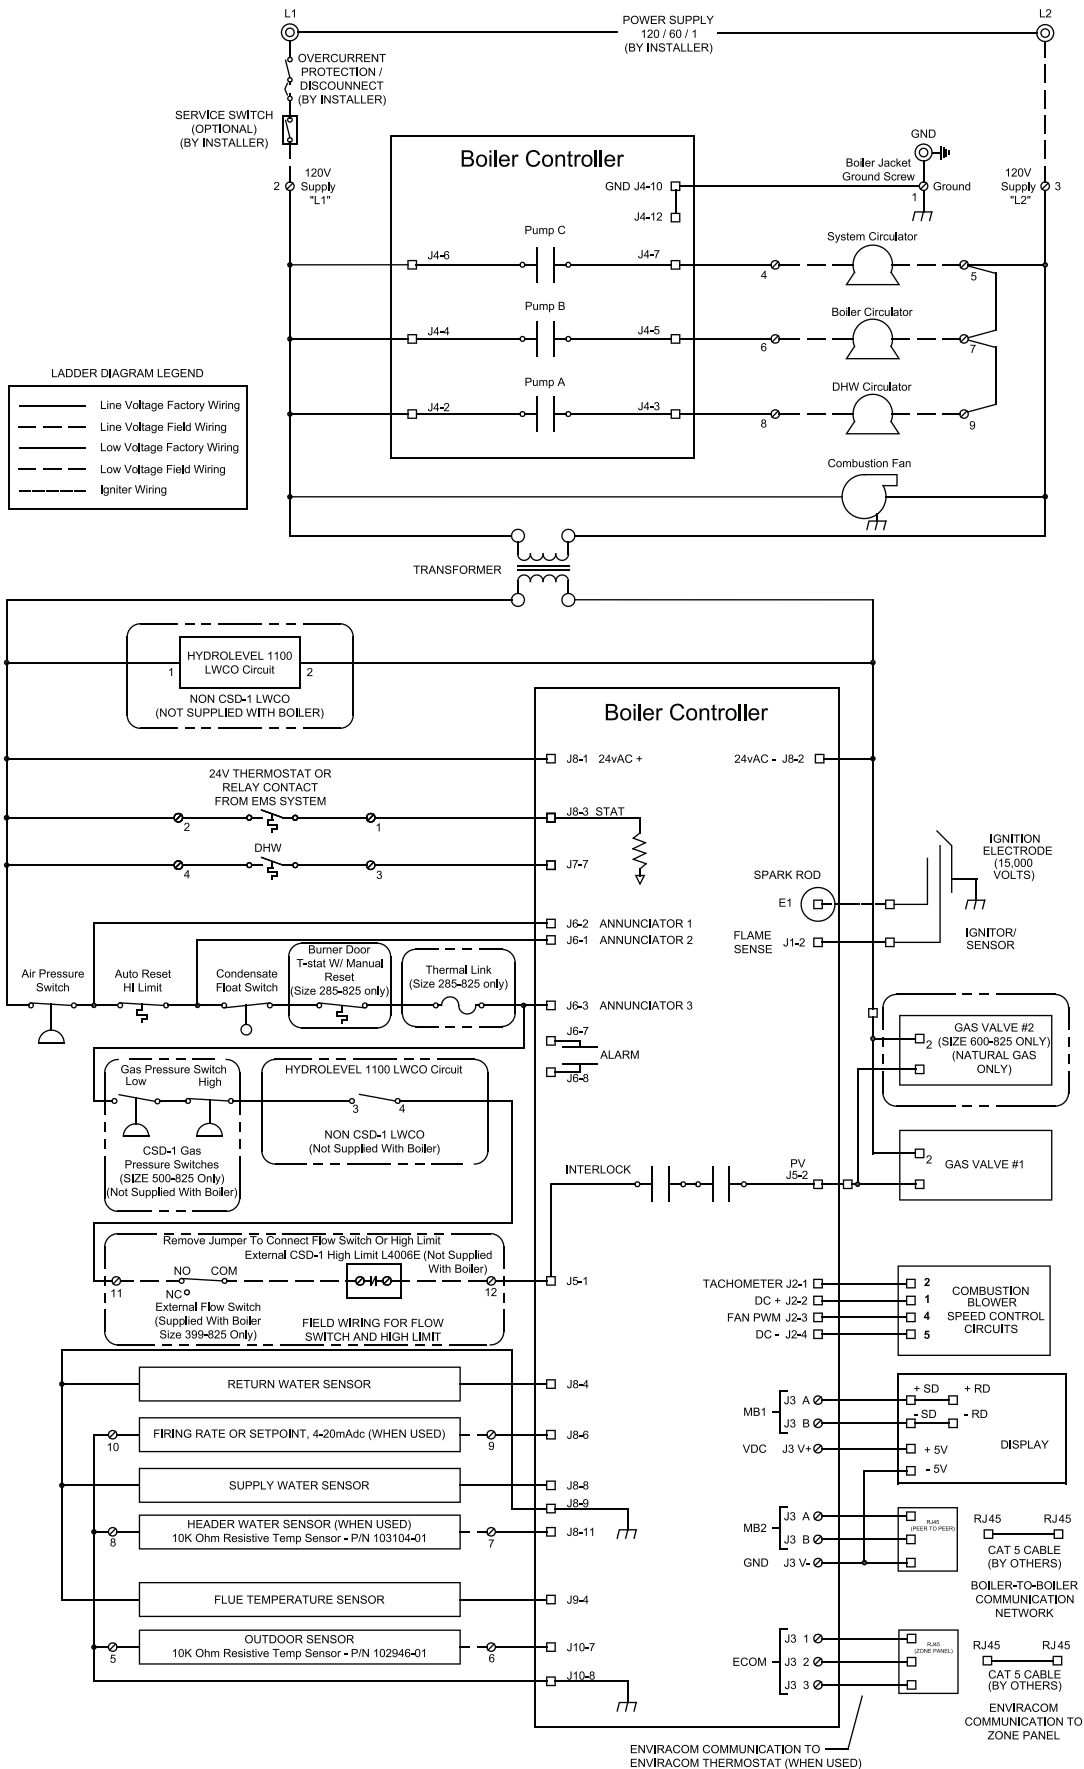 L1
L2
POWER SUPPLY
120 / 60 / 1
(BY INSTALLER)
OVERCURRENT
PROTECTION /
DISCOUNNECT
(BY INSTALLER)
SERVICE SWITCH
(OPTIONAL)
(BY INSTALLER)
2
120V
Supply
"L1"
Boiler Controller
GND J4-10
J4-12
GND
Boiler Jacket
Ground Screw
1
Ground
120V
Supply
"L2"
3
J4-6
Pump C
J4-7
4
System Circulator
5
J4-4
Pump B
J4-5
6
Boiler Circulator
7
J4-2
Pump A
J4-3
8
DHW Circulator
9
Combustion Fan
LADDER DIAGRAM LEGEND
Line Voltage Factory Wiring
Line Voltage Field Wiring
Low Voltage Factory Wiring
Low Voltage Field Wiring
Igniter Wiring
TRANSFORMER
1
HYDROLEVEL 1100
LWCO Circuit
2
NON CSD-1 LWCO
(NOT SUPPLIED WITH BOILER)
Boiler Controller
J8-1 24vAC +
24vAC - J8-2
24V THERMOSTAT OR
RELAY CONTACT
FROM EMS SYSTEM
2
1
J8-3 STAT
DHW
4
3
J7-7
SPARK ROD
E1
IGNITION
ELECTRODE
(15,000
VOLTS)
FLAME
SENSE
J1-2
IGNITOR/
SENSOR
J6-2 ANNUNCIATOR 1
J6-1 ANNUNCIATOR 2
Air Pressure
Switch
Auto Reset
HI Limit
Condensate
Float Switch
Burner Door
T-stat W/ Manual
Reset
(Size 285-825 only)
Thermal Link
(Size 285-825 only)
J6-3 ANNUNCIATOR 3
J6-7
ALARM
J6-8
2
GAS VALVE #2
(SIZE 600-825 ONLY)
(NATURAL GAS
ONLY)
Gas Pressure Switch
Low
High
CSD-1 Gas
Pressure Switches
(SIZE 500-825 Only)
(Not Supplied With Boiler)
HYDROLEVEL 1100 LWCO Circuit
3
4
NON CSD-1 LWCO
(Not Supplied With Boiler)
INTERLOCK
PV
J5-2
2
GAS VALVE #1
Remove Jumper To Connect Flow Switch Or High Limit
External CSD-1 High Limit L4006E (Not Supplied
With Boiler)
11
NO
COM
NC
12
J5-1
External Flow Switch
(Supplied With Boiler
Size 399-825 Only)
FIELD WIRING FOR FLOW
SWITCH AND HIGH LIMIT
TACHOMETER J2-1
DC + J2-2
FAN PWM J2-3
DC - J2-4
2
1
4
5
COMBUSTION
BLOWER
SPEED CONTROL
CIRCUITS
RETURN WATER SENSOR
J8-4
10
FIRING RATE OR SETPOINT, 4-20mAdc (WHEN USED)
9
J8-6
SUPPLY WATER SENSOR
J8-8
J8-9
8
HEADER WATER SENSOR (WHEN USED)
10K Ohm Resistive Temp Sensor - P/N 103104-01
7
J8-11
FLUE TEMPERATURE SENSOR
J9-4
5
OUTDOOR SENSOR
10K Ohm Resistive Temp Sensor - P/N 102946-01
6
J10-7
J10-8
MB1
J3 A
J3 B
VDC J3 V+
+ SD
+ RD
- SD
- RD
+ 5V
- 5V
DISPLAY
MB2
J3 A
J3 B
GND J3 V-
RJ45
(PEER TO PEER)
RJ45
RJ45
CAT 5 CABLE
(BY OTHERS)
BOILER-TO-BOILER
COMMUNICATION
NETWORK
ECOM
J3 1
J3 2
J3 3
RJ45
(ZONE PANEL)
RJ45
RJ45
CAT 5 CABLE
(BY OTHERS)
ENVIRACOM
COMMUNICATION TO
ZONE PANEL
ENVIRACOM COMMUNICATION TO
ENVIRACOM THERMOSTAT (WHEN USED)